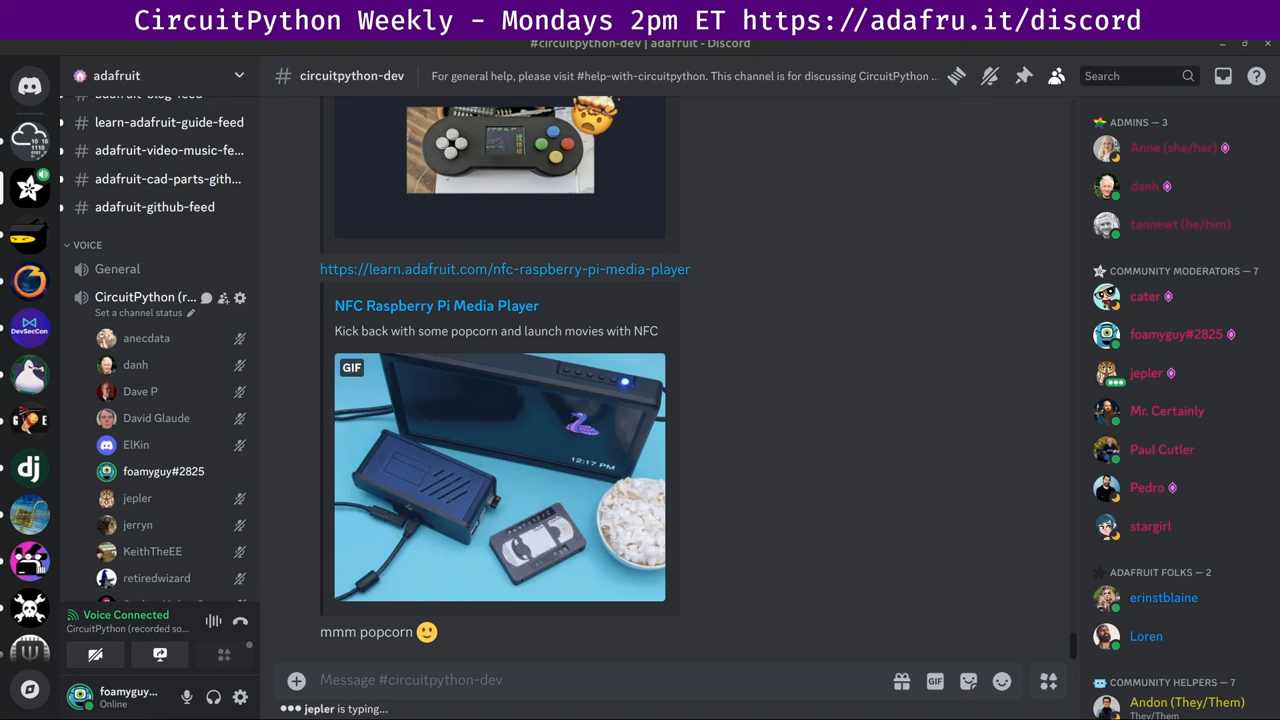 CircuitPython Weekly - Mondays 2pm ET https://adafru.it/discord
#circuitpython-dev | adafruit - Discord
adafruit
# circuitpython-dev
For general help, please visit #help-with-circuitpython. This channel is for discussing CircuitPython ...
Search
adafruit-blog-feed
learn-adafruit-guide-feed
adafruit-video-music-fe...
adafruit-cad-parts-gith...
adafruit-github-feed
VOICE
General
CircuitPython (r...
Set a channel status
anecdata
danh
Dave P
David Glaude
ElKin
foamyguy#2825
jepler
jerryn
KeithTheEE
retiredwizard
Voice Connected
CircuitPython (recorded so...
foamyguy...
Online
https://learn.adafruit.com/nfc-raspberry-pi-media-player
NFC Raspberry Pi Media Player
Kick back with some popcorn and launch movies with NFC
GIF
12:17 PM
mmm popcorn 🙂
Message #circuitpython-dev
GIF
jepler is typing...
ADMINS — 3
Anne (she/her)
danh
tannewt (he/him)
COMMUNITY MODERATORS — 7
cater
foamyguy#2825
jepler
Mr. Certainly
Paul Cutler
Pedro
stargirl
ADAFRUIT FOLKS — 2
erinstblaine
Loren
COMMUNITY HELPERS — 7
Andon (They/Them)
They/Them
dj